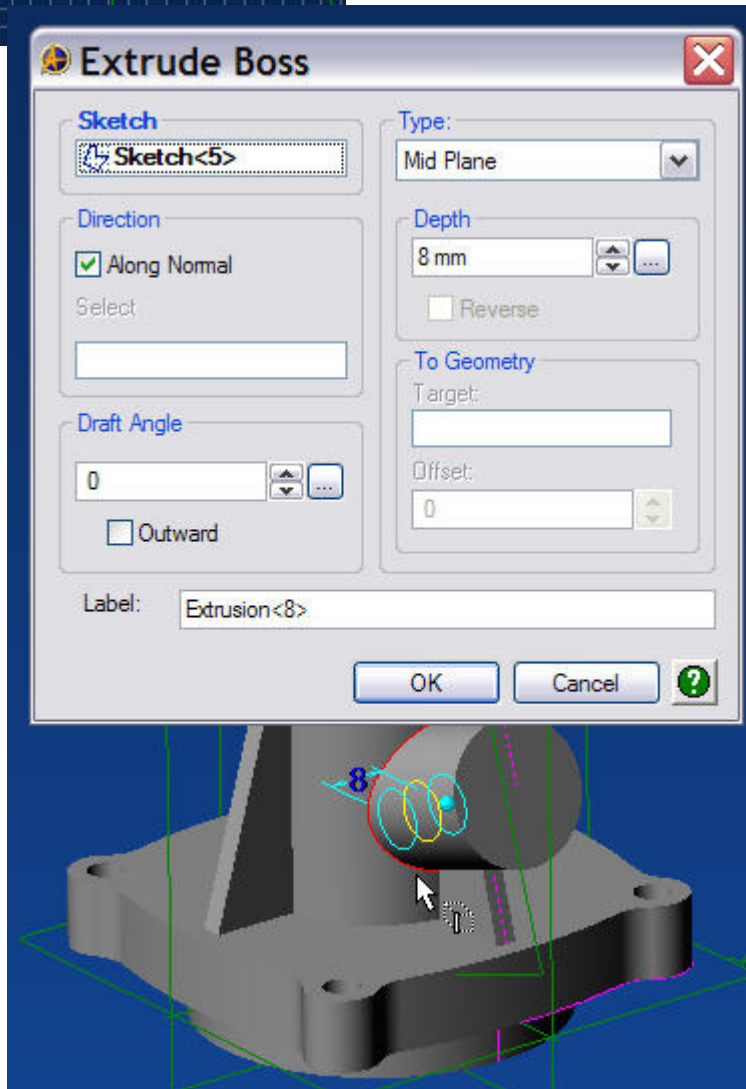 Extrude Boss
Sketch
Sketch<5>
Direction
Along Normal
Select
Draft Angle
0
...
Outward
Type:
Mid Plane
Depth
8 mm
...
Reverse
To Geometry
Target:
Offset:
0
Label:
Extrusion<8>
OK
Cancel
?
8